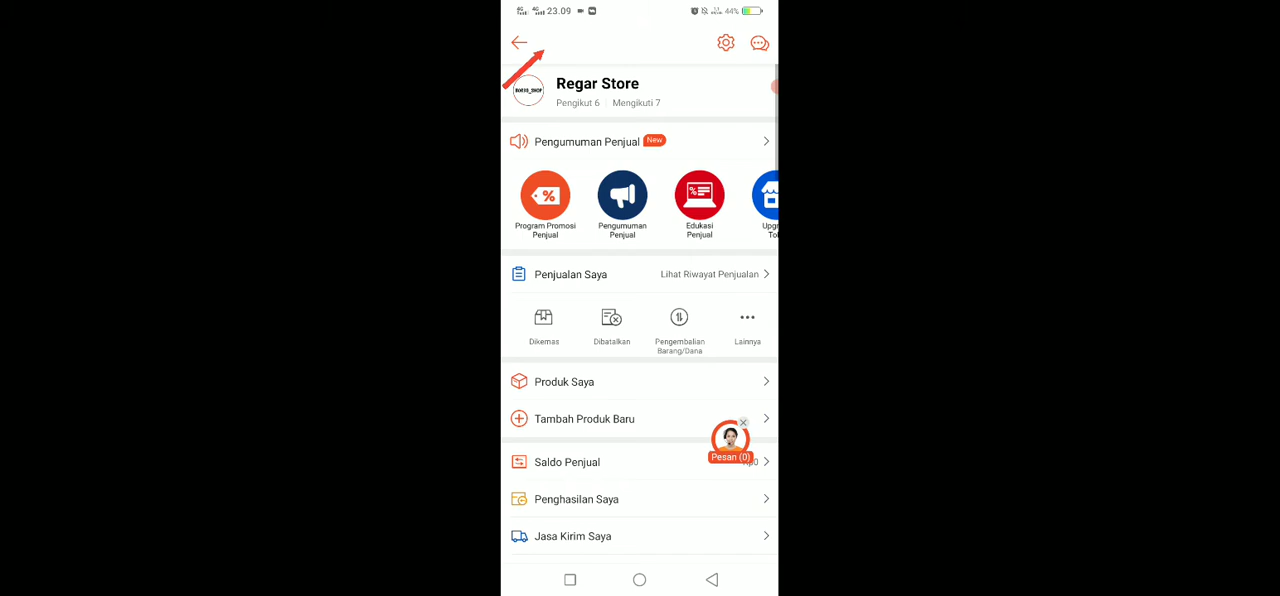 23.09
44%
Regar Store
Pengikut 6 | Mengikuti 7
Pengumuman Penjual New
Program Promosi Penjual
Pengumuman Penjual
Edukasi Penjual
Penjualan Saya Lihat Riwayat Penjualan
Dikemas
Dibatalkan
Pengembalian Barang/Dana
Lainnya
Produk Saya
Tambah Produk Baru
Pesan (0)
Saldo Penjual
Penghasilan Saya
Jasa Kirim Saya